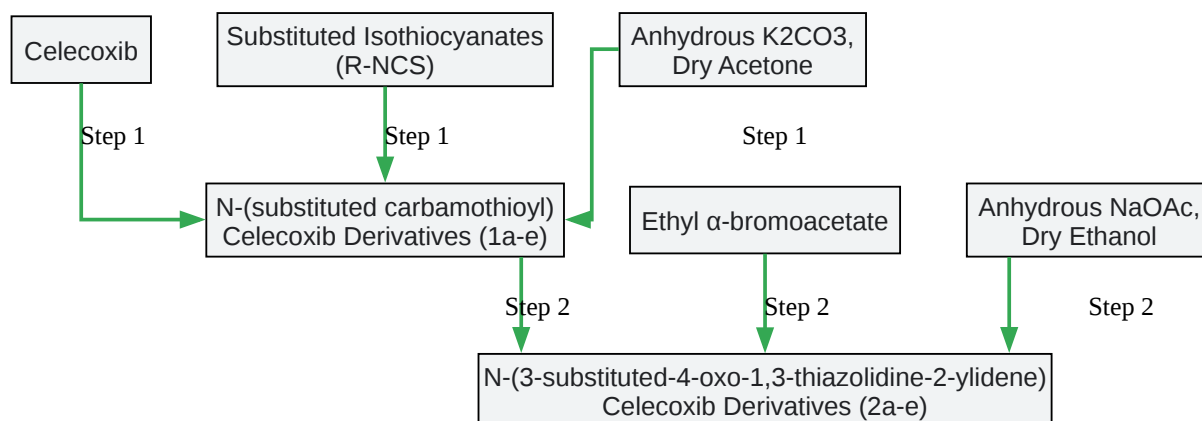 Celecoxib
Substituted Isothiocyanates
(R-NCS)
Anhydrous K2CO3,
Dry Acetone
Step 1
Step 1
Step 1
N-(substituted carbamothioyl)
Celecoxib Derivatives (1a-e)
Ethyl α-bromoacetate
Anhydrous NaOAc,
Dry Ethanol
Step 2
Step 2
Step 2
N-(3-substituted-4-oxo-1,3-thiazolidine-2-ylidene)
Celecoxib Derivatives (2a-e)